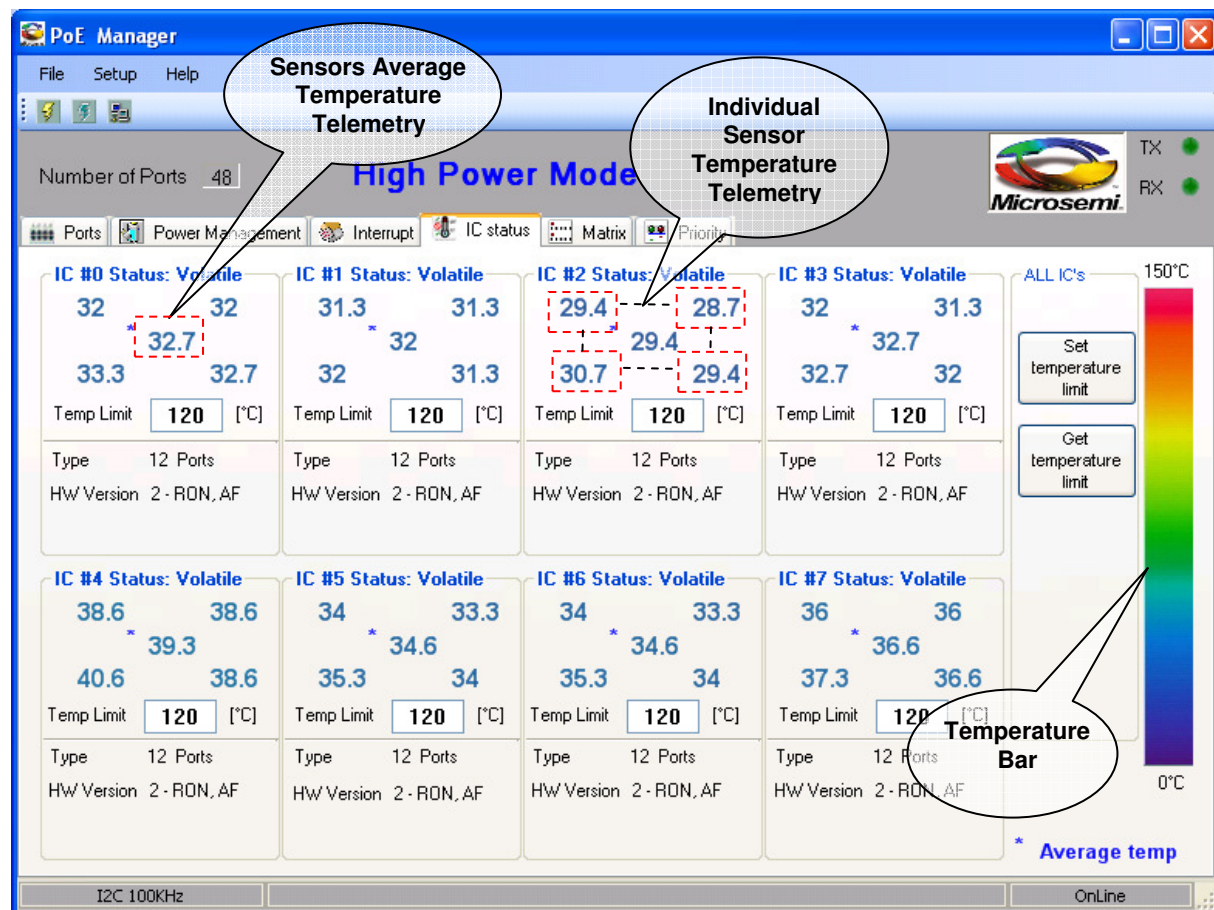 PoE Manager
File Setup Help
Sensors Average
Temperature
Telemetry
Individual
Sensor
Temperature
Telemetry
Number of Ports 48
High Power Mode
Microsemi.
TX
RX
Ports Power Management Interrupt IC status Matrix Priority
IC #0 Status: Volatile
32 32
* 32.7
33.3 32.7
Temp Limit 120 [°C]
Type 12 Ports
HW Version 2 - RON, AF
IC #1 Status: Volatile
31.3 31.3
* 32
32 31.3
Temp Limit 120 [°C]
Type 12 Ports
HW Version 2 - RON, AF
IC #2 Status: Volatile
29.4 28.7
* 29.4
30.7 29.4
Temp Limit 120 [°C]
Type 12 Ports
HW Version 2 - RON, AF
IC #3 Status: Volatile
32 31.3
* 32.7
32.7 32
Temp Limit 120 [°C]
Type 12 Ports
HW Version 2 - RON, AF
ALL IC's
Set
temperature
limit
Get
temperature
limit
150°C
IC #4 Status: Volatile
38.6 38.6
* 39.3
40.6 38.6
Temp Limit 120 [°C]
Type 12 Ports
HW Version 2 - RON, AF
IC #5 Status: Volatile
34 33.3
* 34.6
35.3 34
Temp Limit 120 [°C]
Type 12 Ports
HW Version 2 - RON, AF
IC #6 Status: Volatile
34 33.3
* 34.6
35.3 34
Temp Limit 120 [°C]
Type 12 Ports
HW Version 2 - RON, AF
IC #7 Status: Volatile
36 36
* 36.6
37.3 36.6
Temp Limit 120 [°C]
Type 12 Ports
HW Version 2 - RON, AF
Temperature
Bar
0°C
* Average temp
I2C 100KHz
OnLine